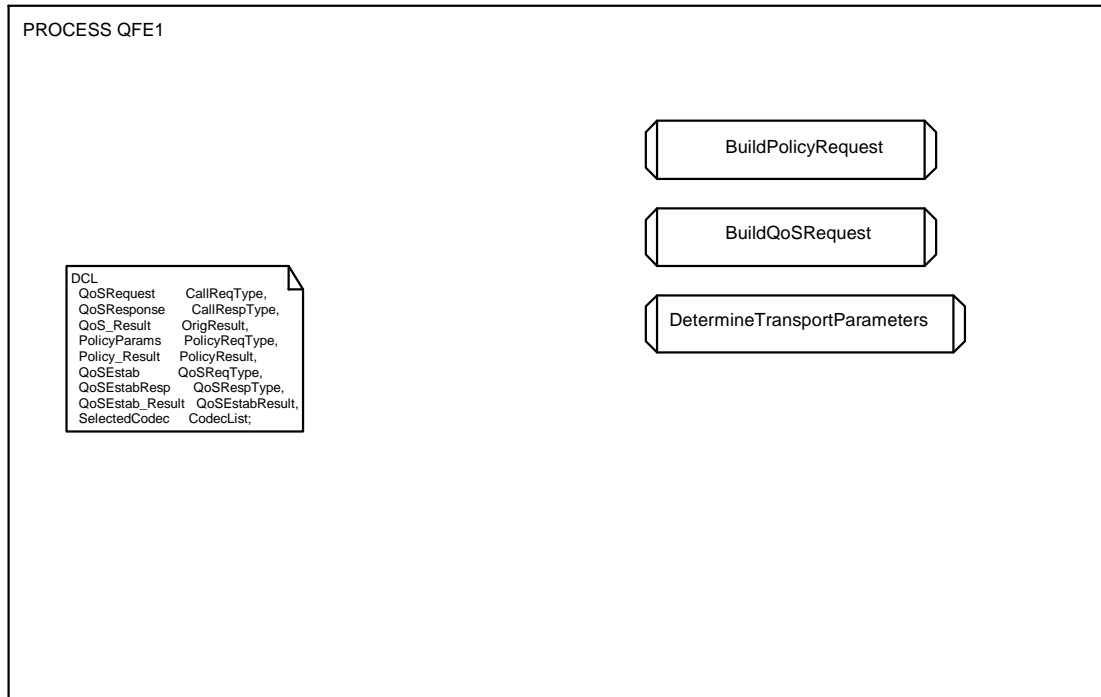 PROCESS QFE1
BuildPolicyRequest
BuildQoSRequest
DetermineTransportParameters
DCL
QoSRequest CallReqType,
QoSResponse CallRespType,
QoS_Result OrigResult,
PolicyParams PolicyReqType,
Policy_Result PolicyResult,
QoSEstab QoSReqType,
QoSEstabResp QoSRespType,
QoSEstab_Result QoSEstabResult,
SelectedCodec CodecList;